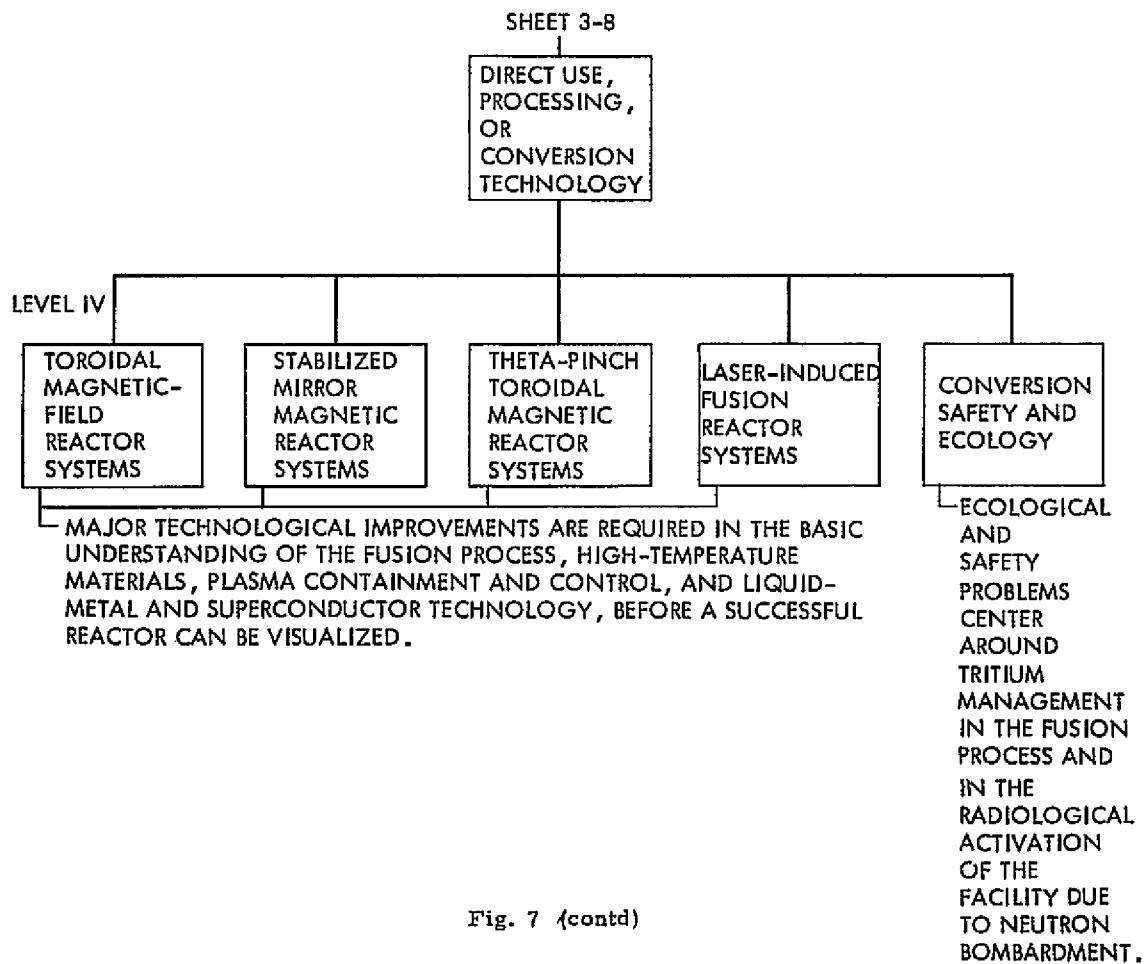 SHEET 3-8
DIRECT USE,
PROCESSING,
OR
CONVERSION
TECHNOLOGY
LEVEL IV
TOROIDAL
MAGNETIC-
FIELD
REACTOR
SYSTEMS
STABILIZED
MIRROR
MAGNETIC
REACTOR
SYSTEMS
THETA-PINCH
TOROIDAL
MAGNETIC
REACTOR
SYSTEMS
LASER-INDUCED
FUSION
REACTOR
SYSTEMS
CONVERSION
SAFETY AND
ECOLOGY
MAJOR TECHNOLOGICAL IMPROVEMENTS ARE REQUIRED IN THE BASIC
UNDERSTANDING OF THE FUSION PROCESS, HIGH-TEMPERATURE
MATERIALS, PLASMA CONTAINMENT AND CONTROL, AND LIQUID-
METAL AND SUPERCONDUCTOR TECHNOLOGY, BEFORE A SUCCESSFUL
REACTOR CAN BE VISUALIZED.
ECOLOGICAL
AND
SAFETY
PROBLEMS
CENTER
AROUND
TRITIUM
MANAGEMENT
IN THE FUSION
PROCESS AND
IN THE
RADIOLOGICAL
ACTIVATION
OF THE
FACILITY DUE
TO NEUTRON
BOMBARDMENT.
Fig. 7 (contd)